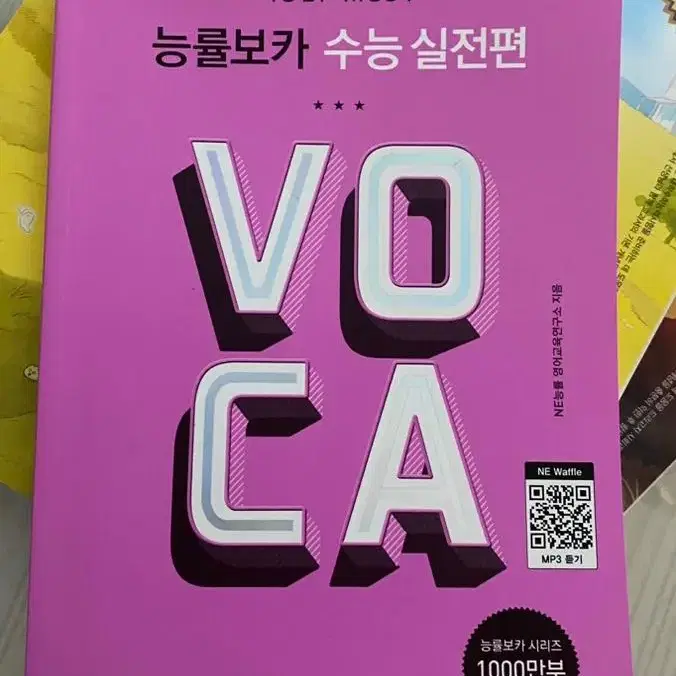 능률보카 수능 실전편
★ ★ ★
VO
CA
NE능률 영어교육연구소 지음
NE Waffle
MP3 듣기
능률보카 시리즈
1000만부